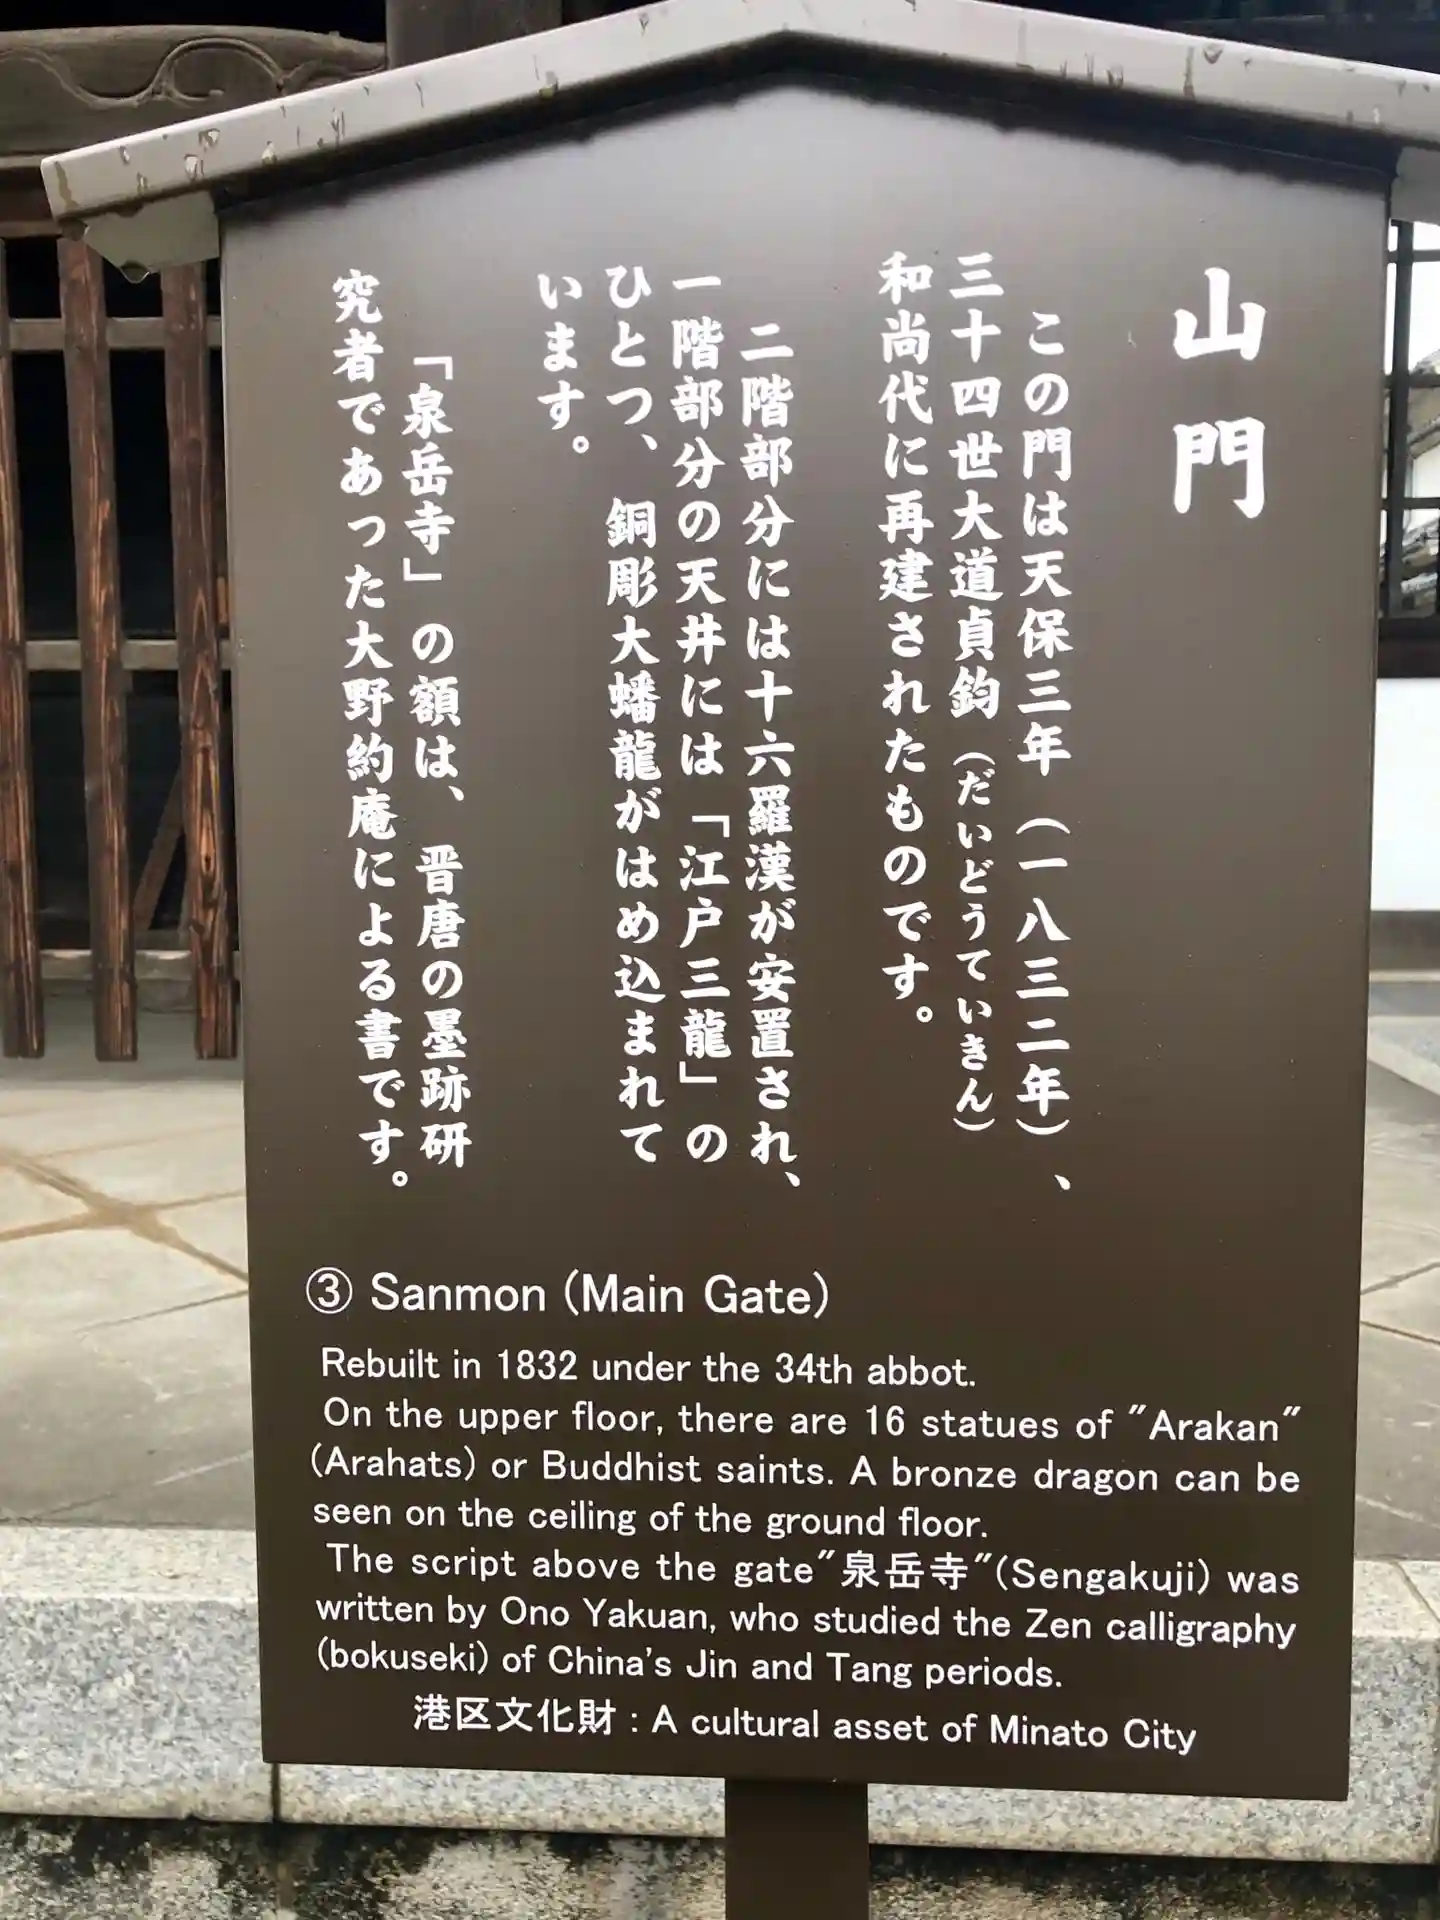 山門
この門は天保三年（一八三二年）、
三十四世大道貞鈞（だいどうていきん）
和尚代に再建されたものです。
二階部分には十六羅漢が安置され、
一階部分の天井には「江戸三龍」の
ひとつ、銅彫大蟠龍がはめ込まれて
います。
「泉岳寺」の額は、晋唐の墨跡研
究者であった大野約庵による書です。
③ Sanmon (Main Gate)
Rebuilt in 1832 under the 34th abbot.
On the upper floor, there are 16 statues of "Arakan"
(Arahats) or Buddhist saints. A bronze dragon can be
seen on the ceiling of the ground floor.
The script above the gate"泉岳寺"(Sengakuji) was
written by Ono Yakuan, who studied the Zen calligraphy
(bokuseki) of China's Jin and Tang periods.
港区文化財 : A cultural asset of Minato City